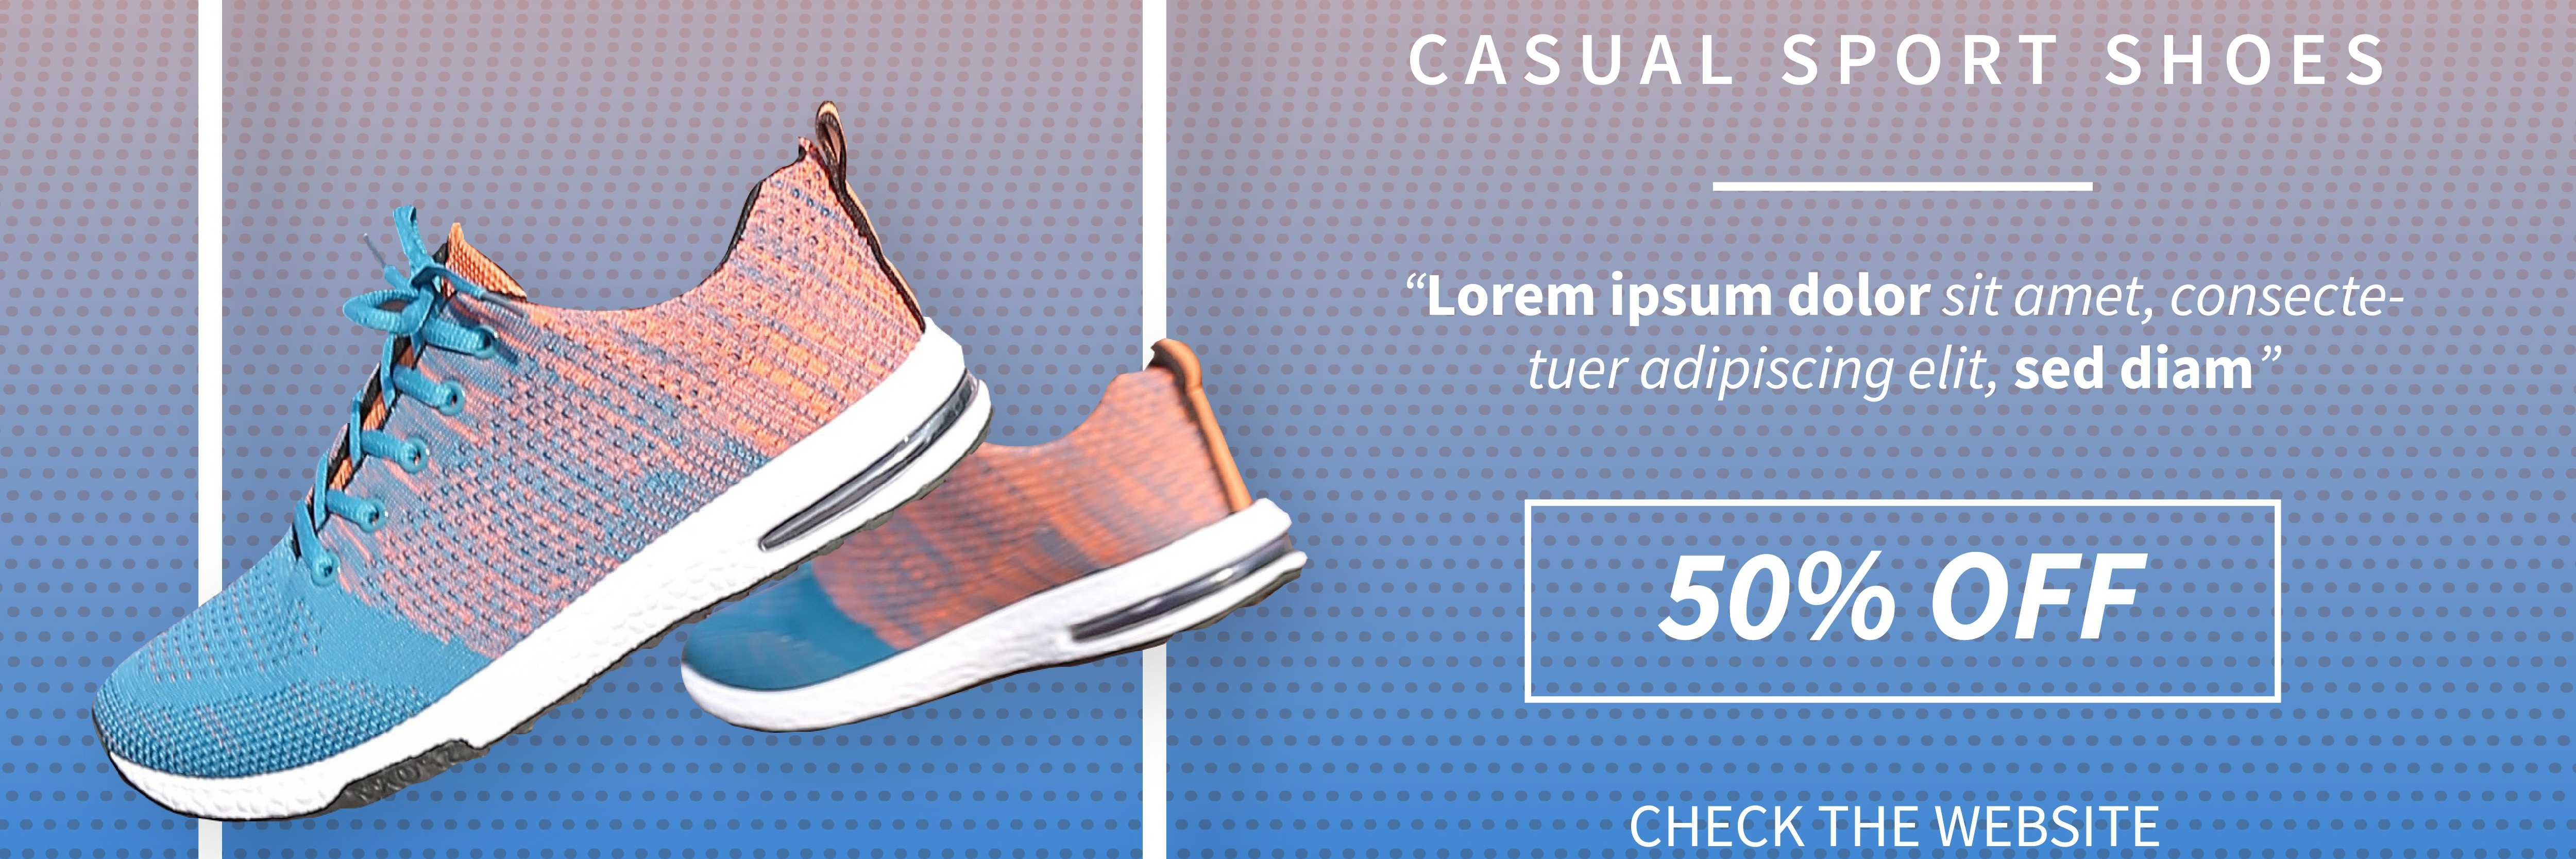 CASUAL SPORT SHOES
“Lorem ipsum dolor sit amet, consecte-
tuer adipiscing elit, sed diam”
50% OFF
CHECK THE WEBSITE